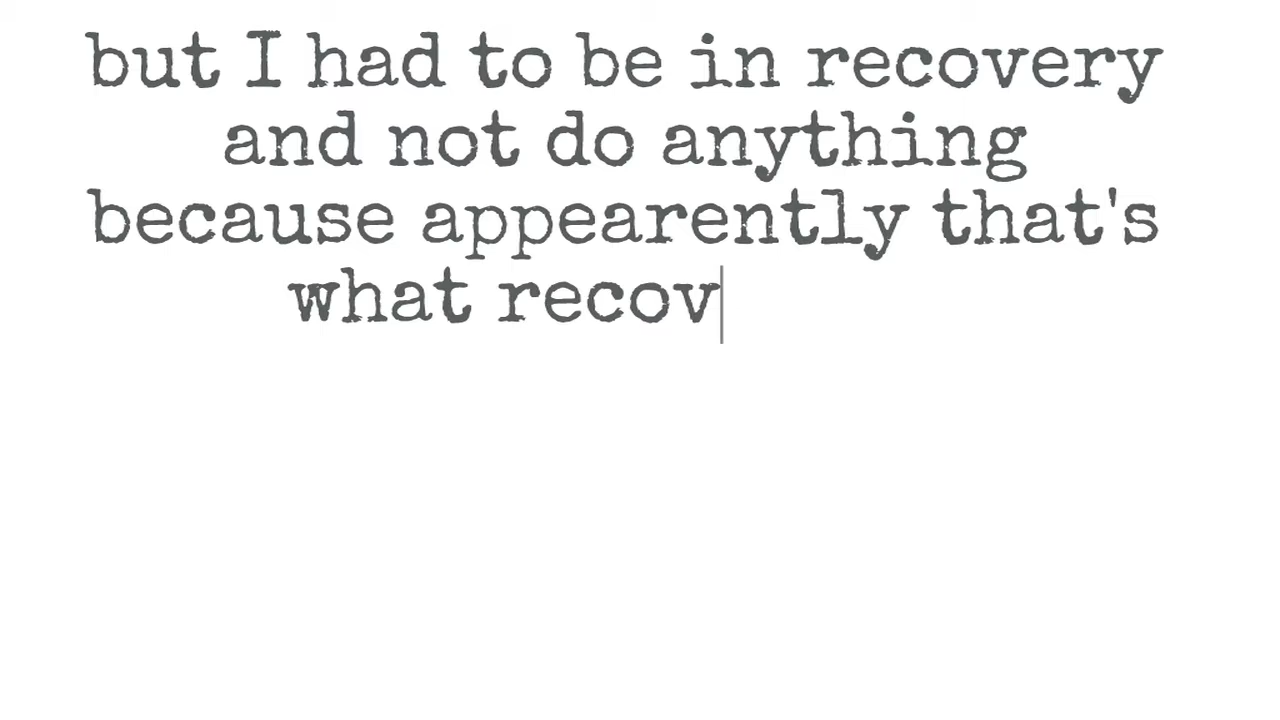 but I had to be in recovery
and not do anything
because appearently that's
what recov